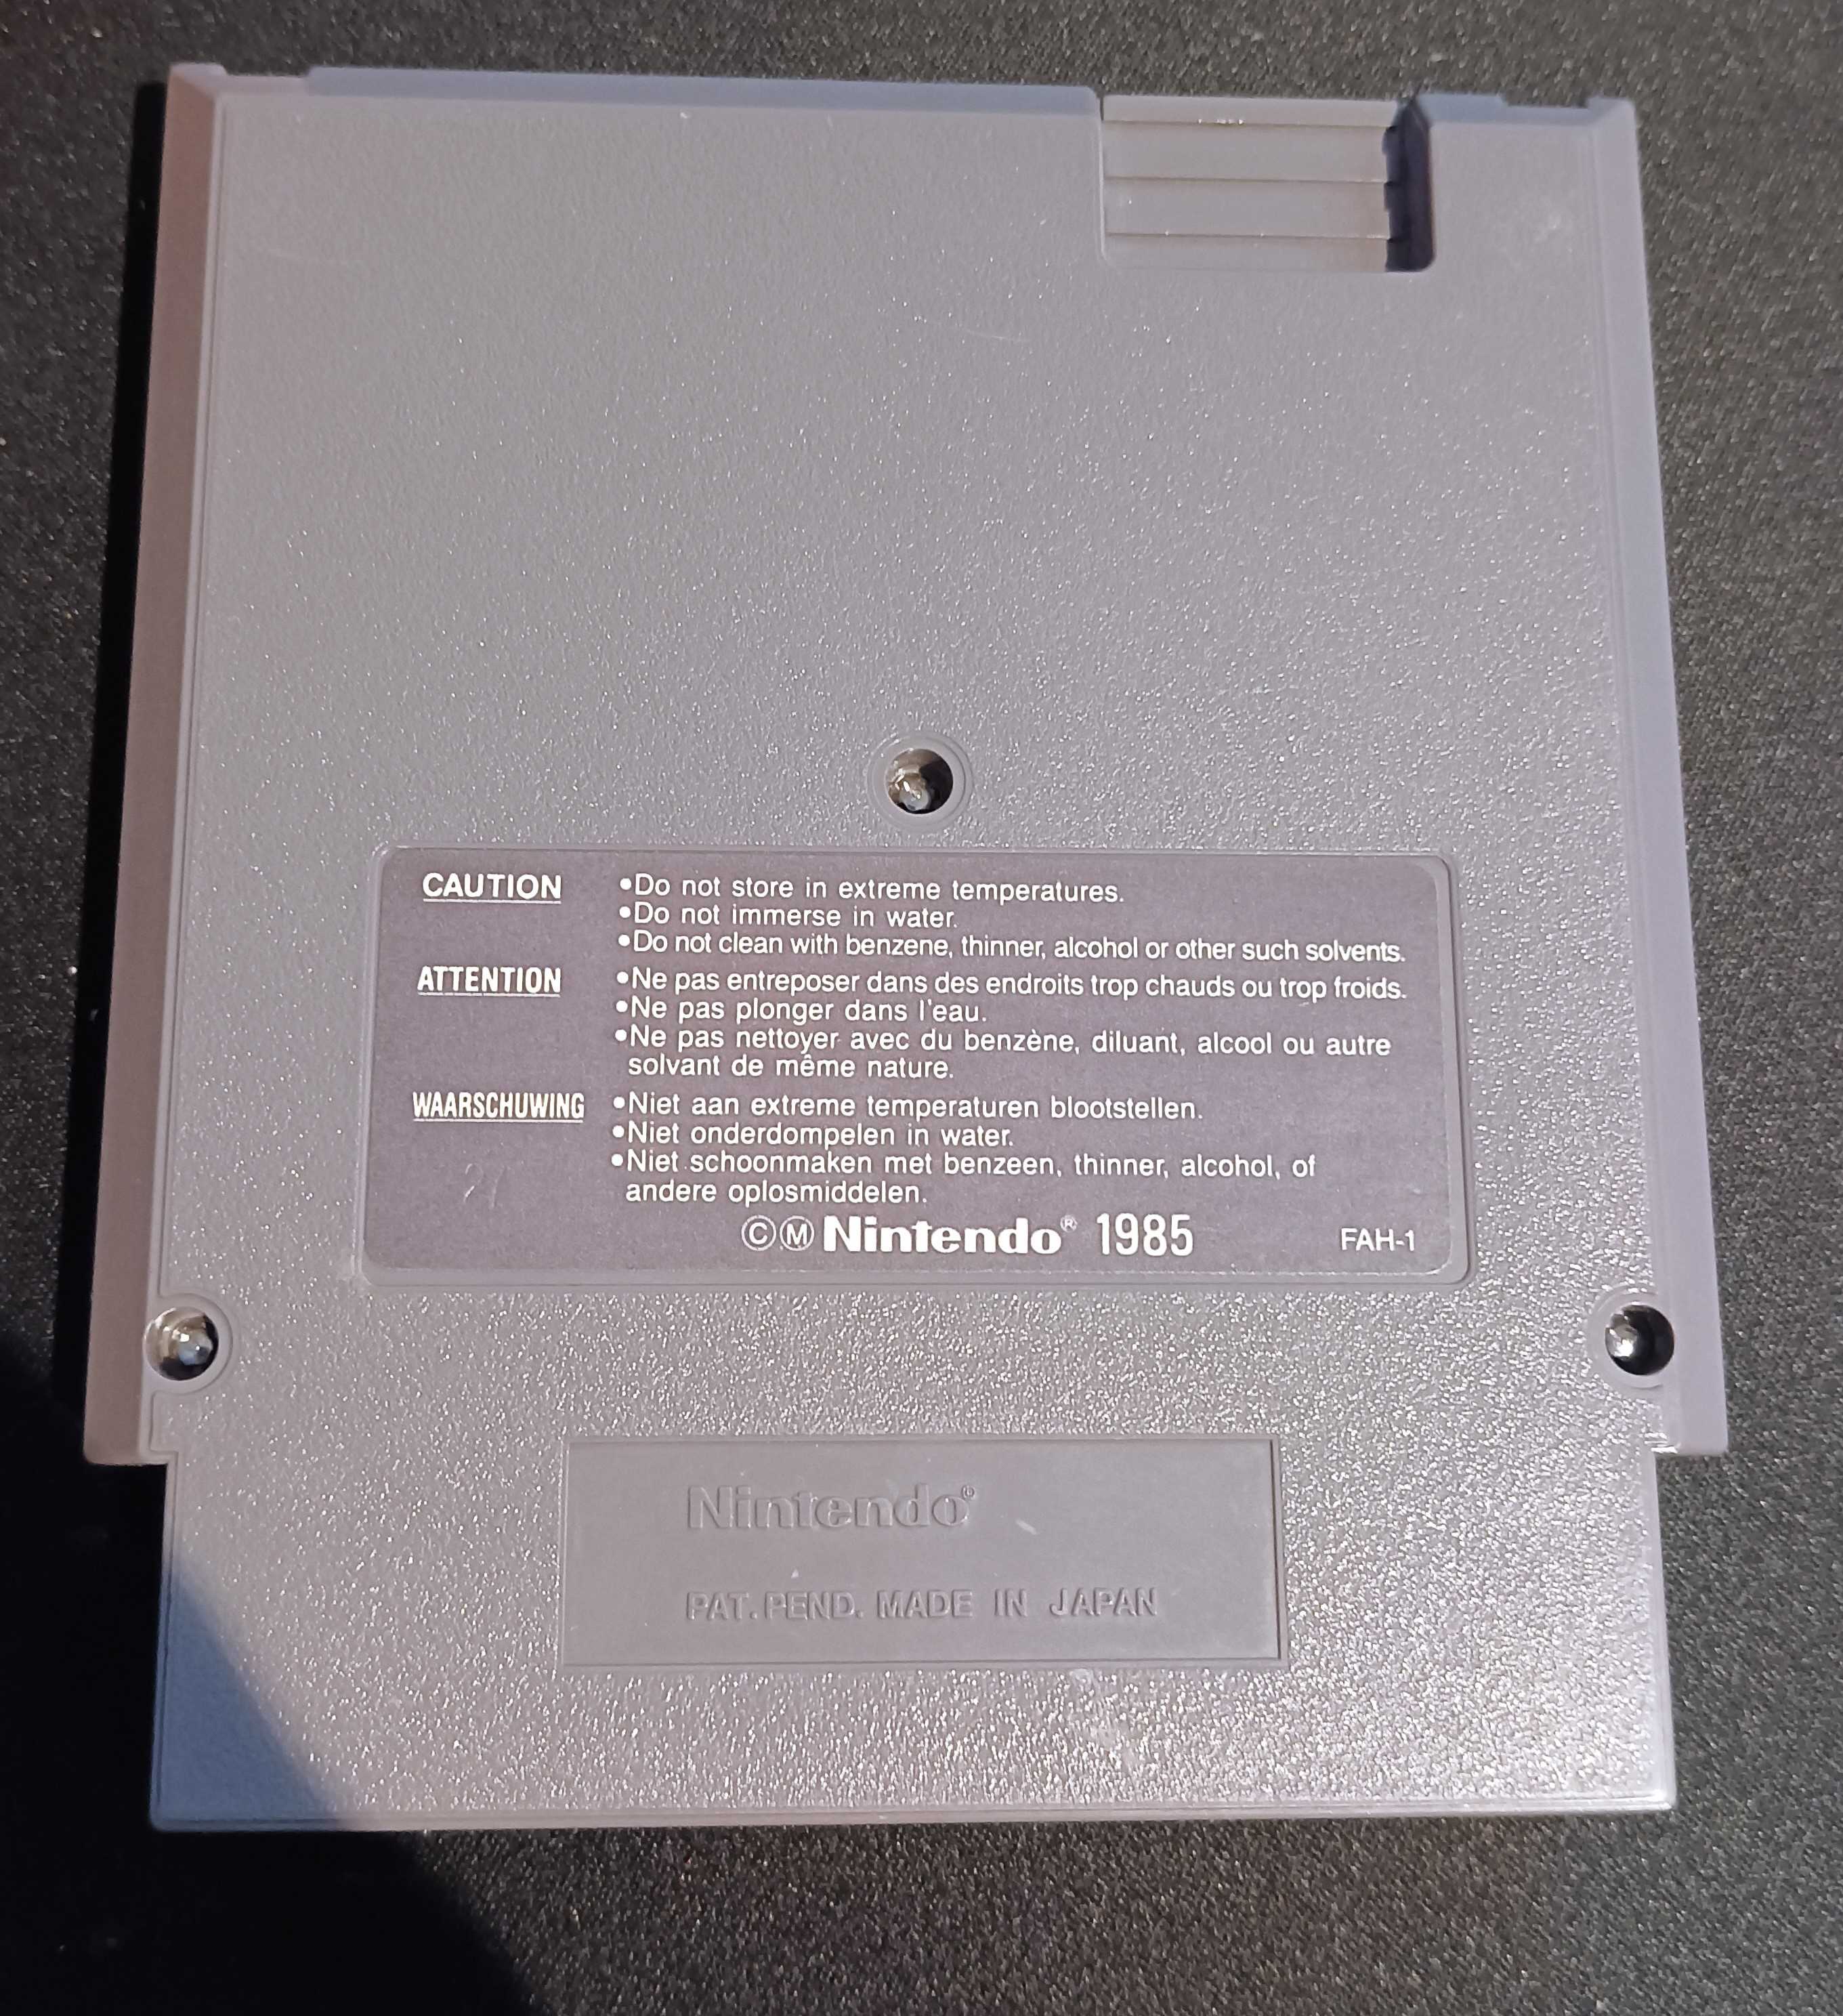 CAUTION •Do not store in extreme temperatures.
•Do not immerse in water.
•Do not clean with benzene, thinner, alcohol or other such solvents.
ATTENTION •Ne pas entreposer dans des endroits trop chauds ou trop froids.
•Ne pas plonger dans l'eau.
•Ne pas nettoyer avec du benzène, diluant, alcool ou autre
solvant de même nature.
WAARSCHUWING •Niet aan extreme temperaturen blootstellen.
•Niet onderdompelen in water.
•Niet schoonmaken met benzeen, thinner, alcohol, of
andere oplosmiddelen.
©Ⓜ Nintendo® 1985 FAH-1
Nintendo®
PAT. PEND. MADE IN JAPAN